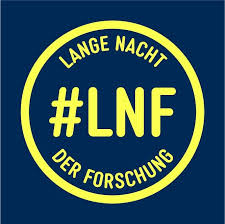 LANGE NACHT
#LNF
DER FORSCHUNG